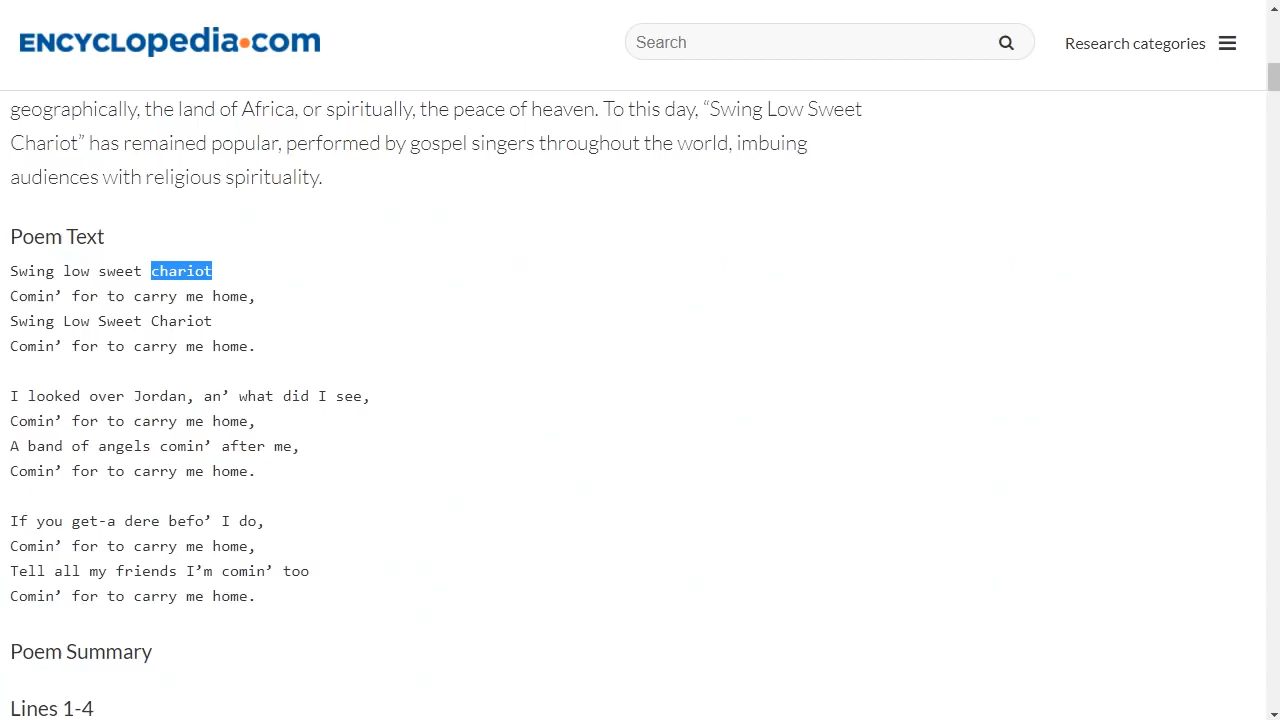 ENCYCLopedia.com
Search
Research categories
geographically, the land of Africa, or spiritually, the peace of heaven. To this day, “Swing Low Sweet
Chariot” has remained popular, performed by gospel singers throughout the world, imbuing
audiences with religious spirituality.
Poem Text
Swing low sweet chariot
Comin’ for to carry me home,
Swing Low Sweet Chariot
Comin’ for to carry me home.
I looked over Jordan, an’ what did I see,
Comin’ for to carry me home,
A band of angels comin’ after me,
Comin’ for to carry me home.
If you get-a dere befo’ I do,
Comin’ for to carry me home,
Tell all my friends I’m comin’ too
Comin’ for to carry me home.
Poem Summary
Lines 1-4